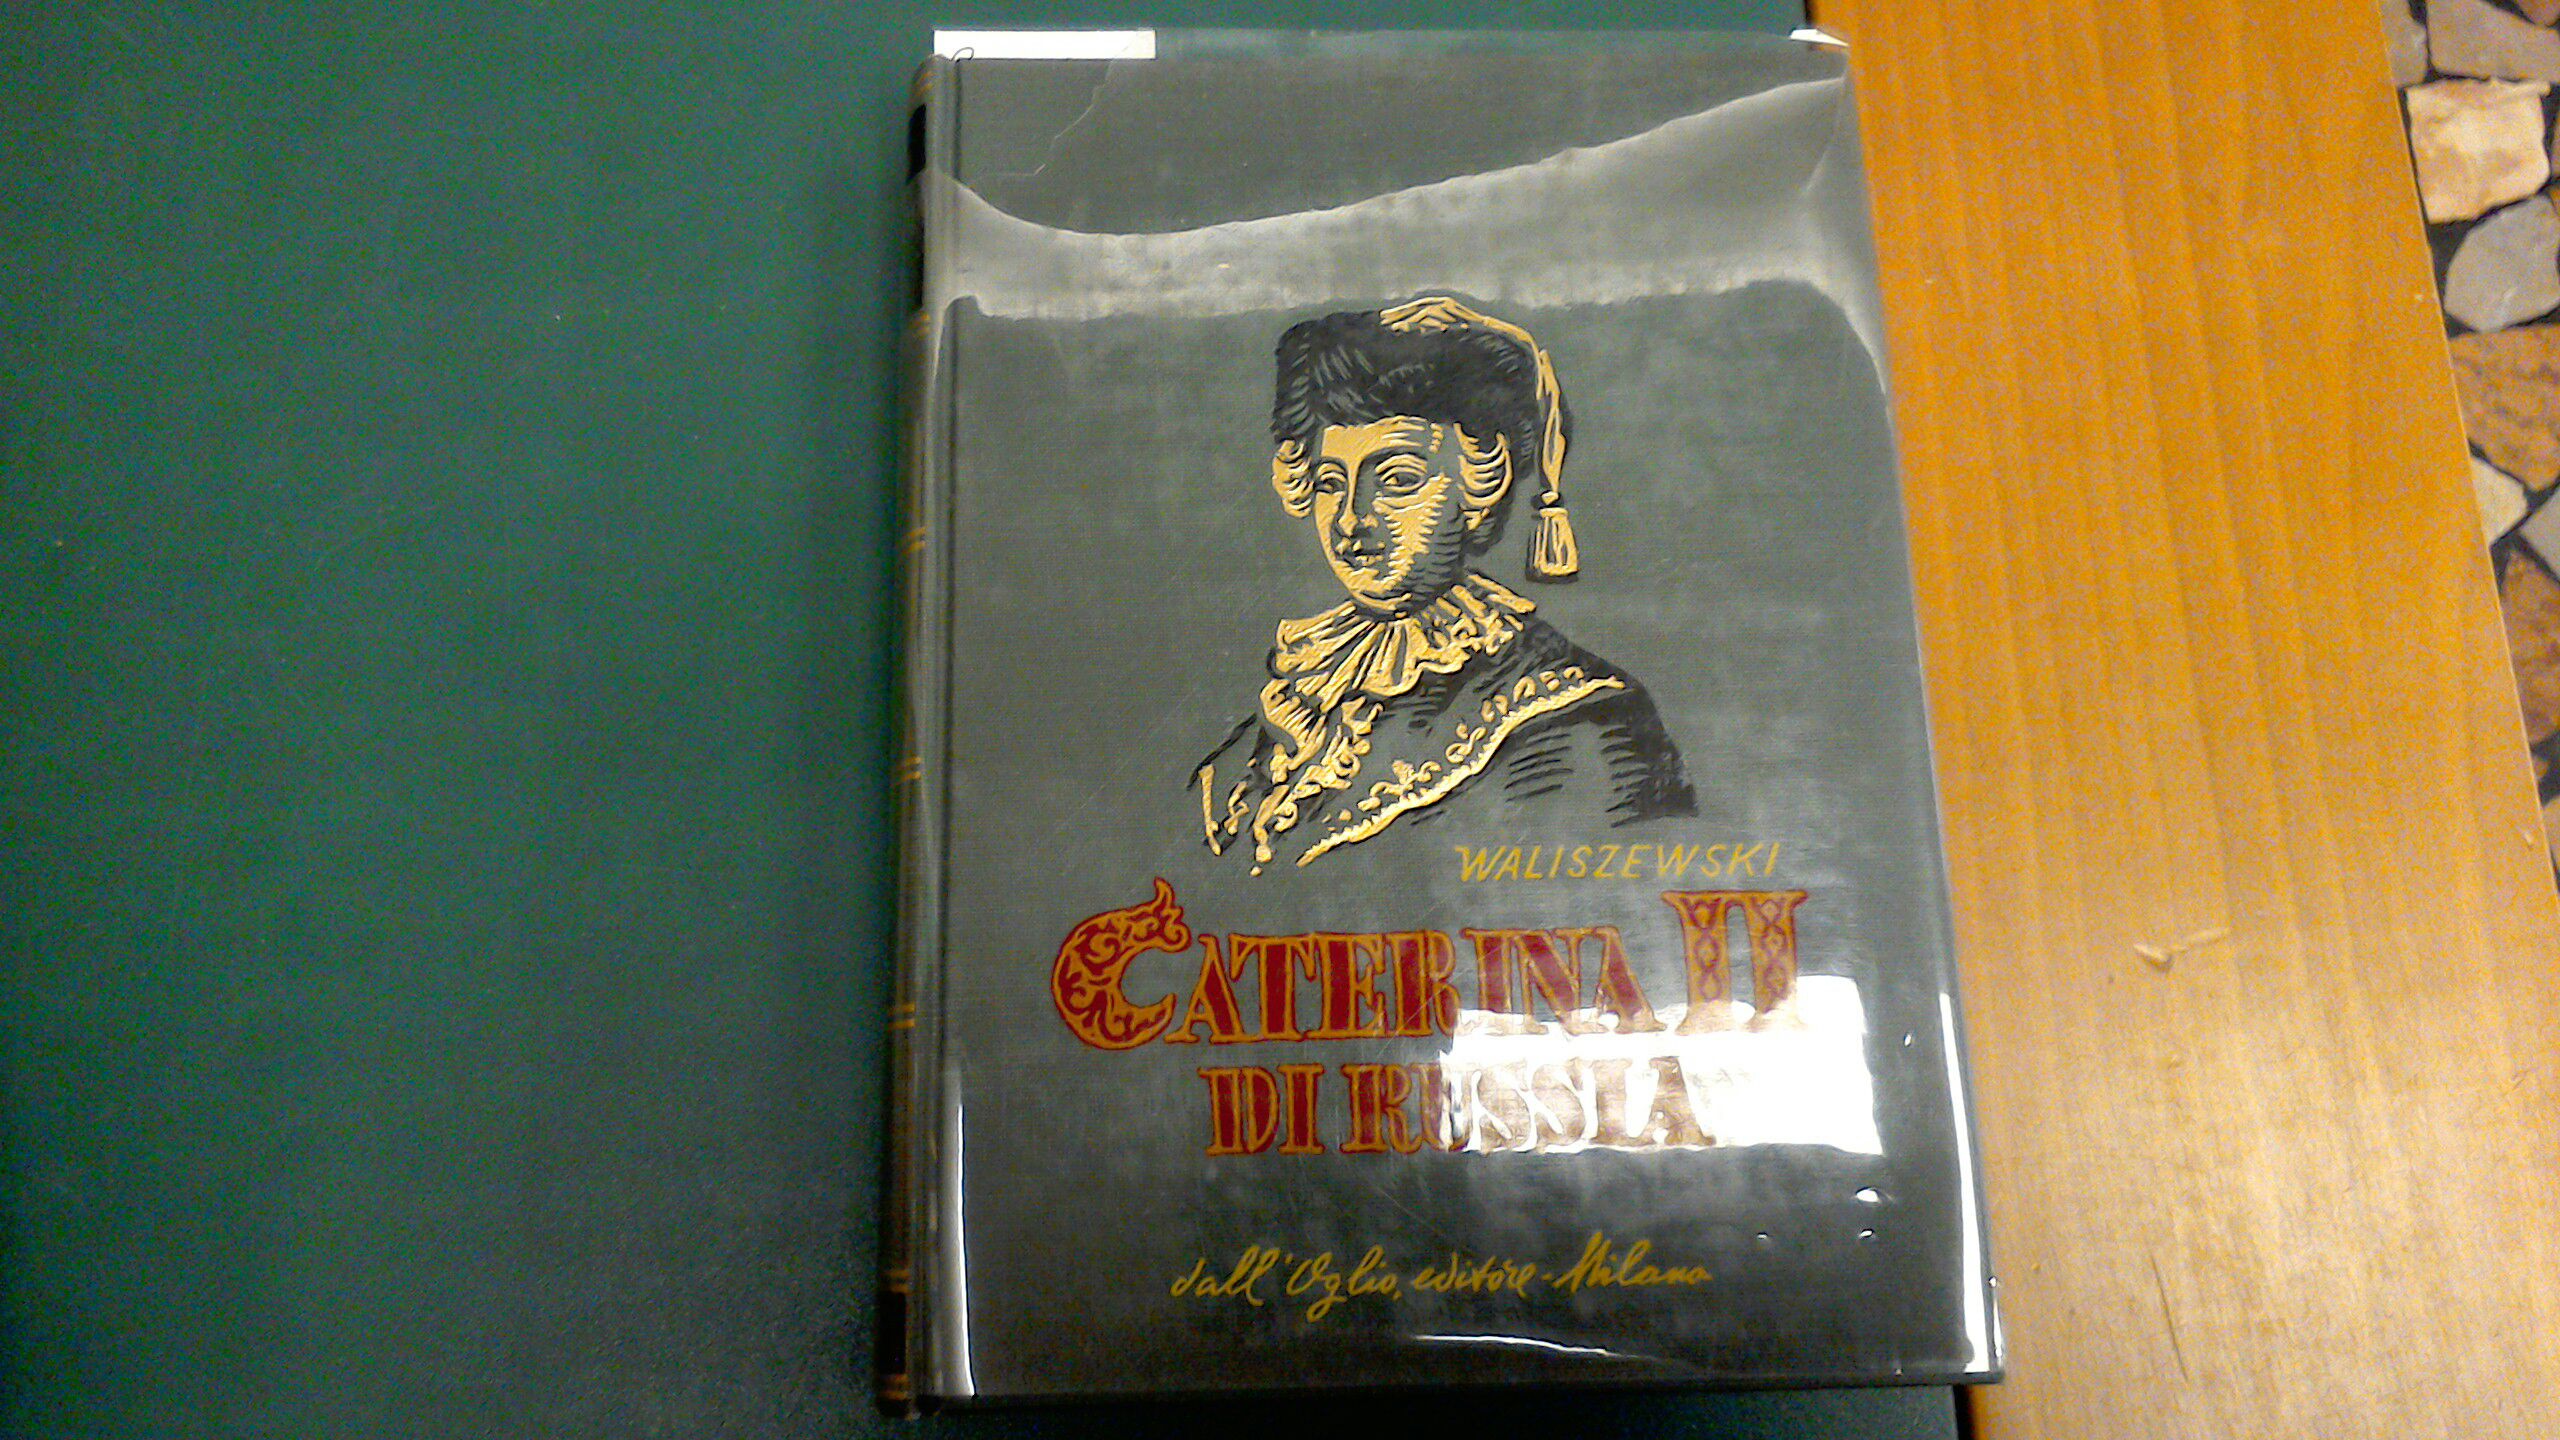 WALISZEWSKI
CATERINA II
DI RUSSIA
dall'Oglio, editore - Milano